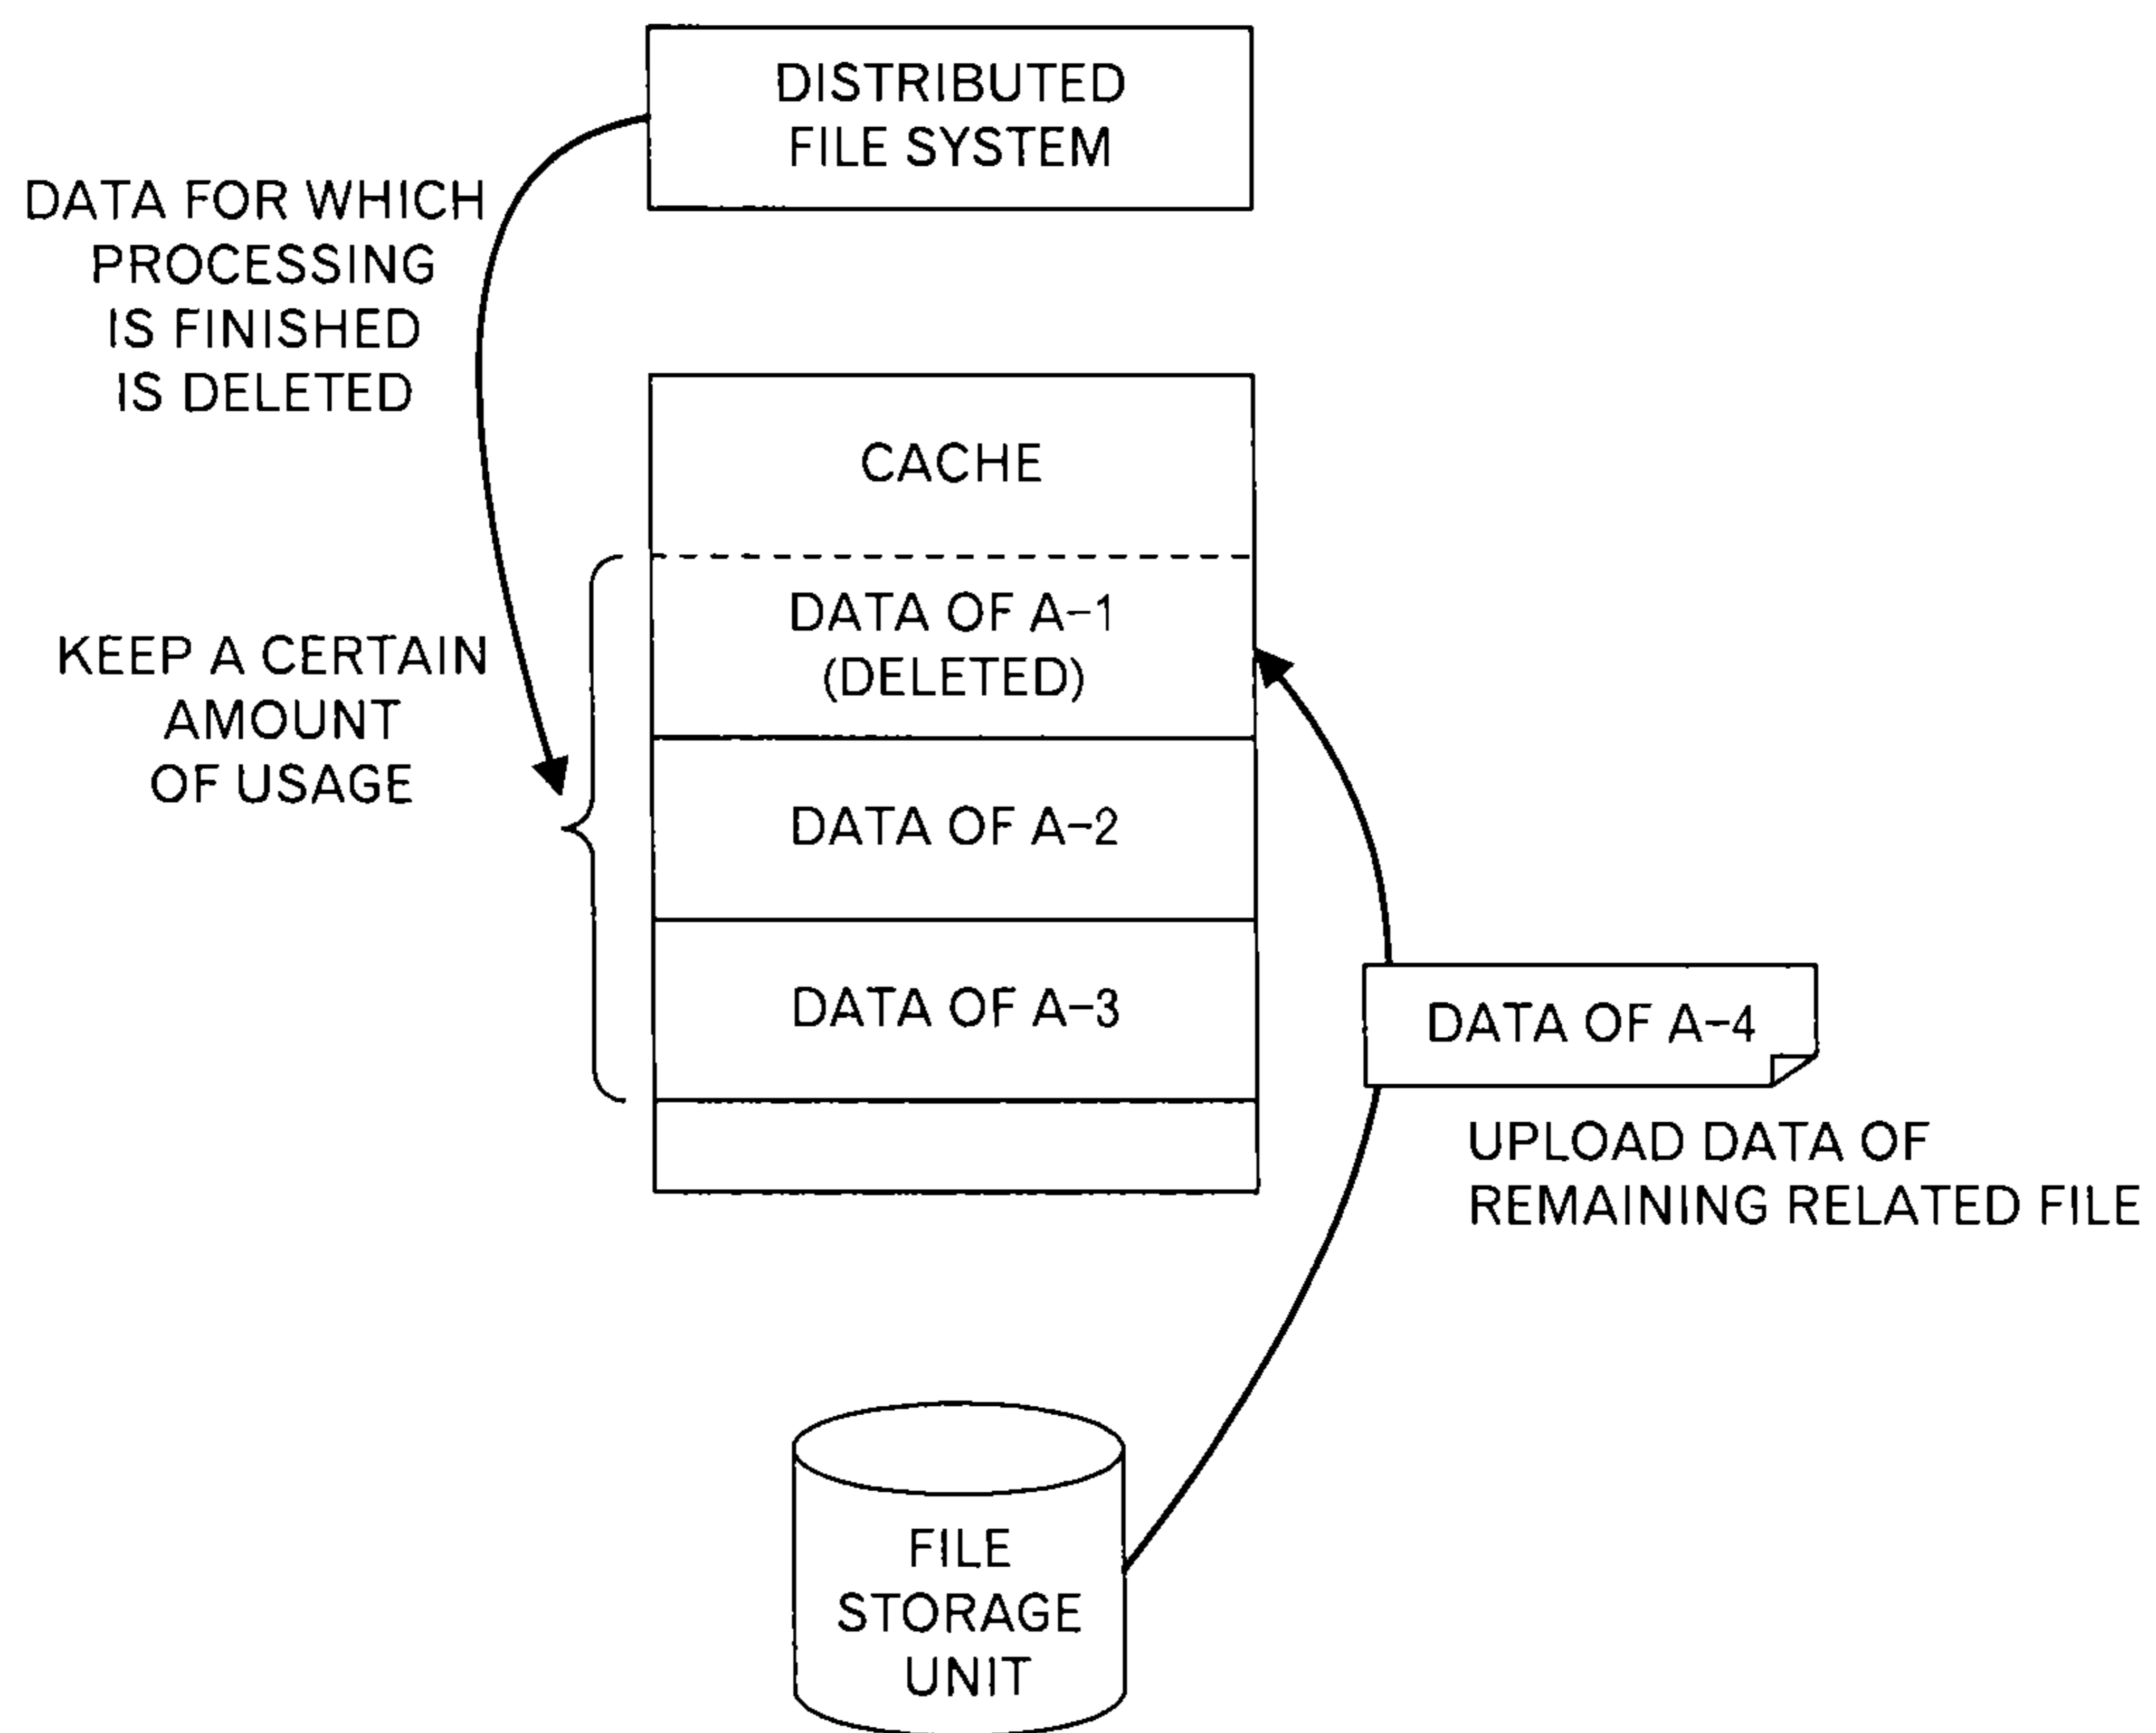 DISTRIBUTED
FILE SYSTEM
DATA FOR WHICH
PROCESSING
IS FINISHED
IS DELETED
CACHE
KEEP A CERTAIN
AMOUNT
OF USAGE
DATA OF A-1
(DELETED)
DATA OF A-2
DATA OF A-3
DATA OF A-4
UPLOAD DATA OF
REMAINING RELATED FILE
FILE
STORAGE
UNIT